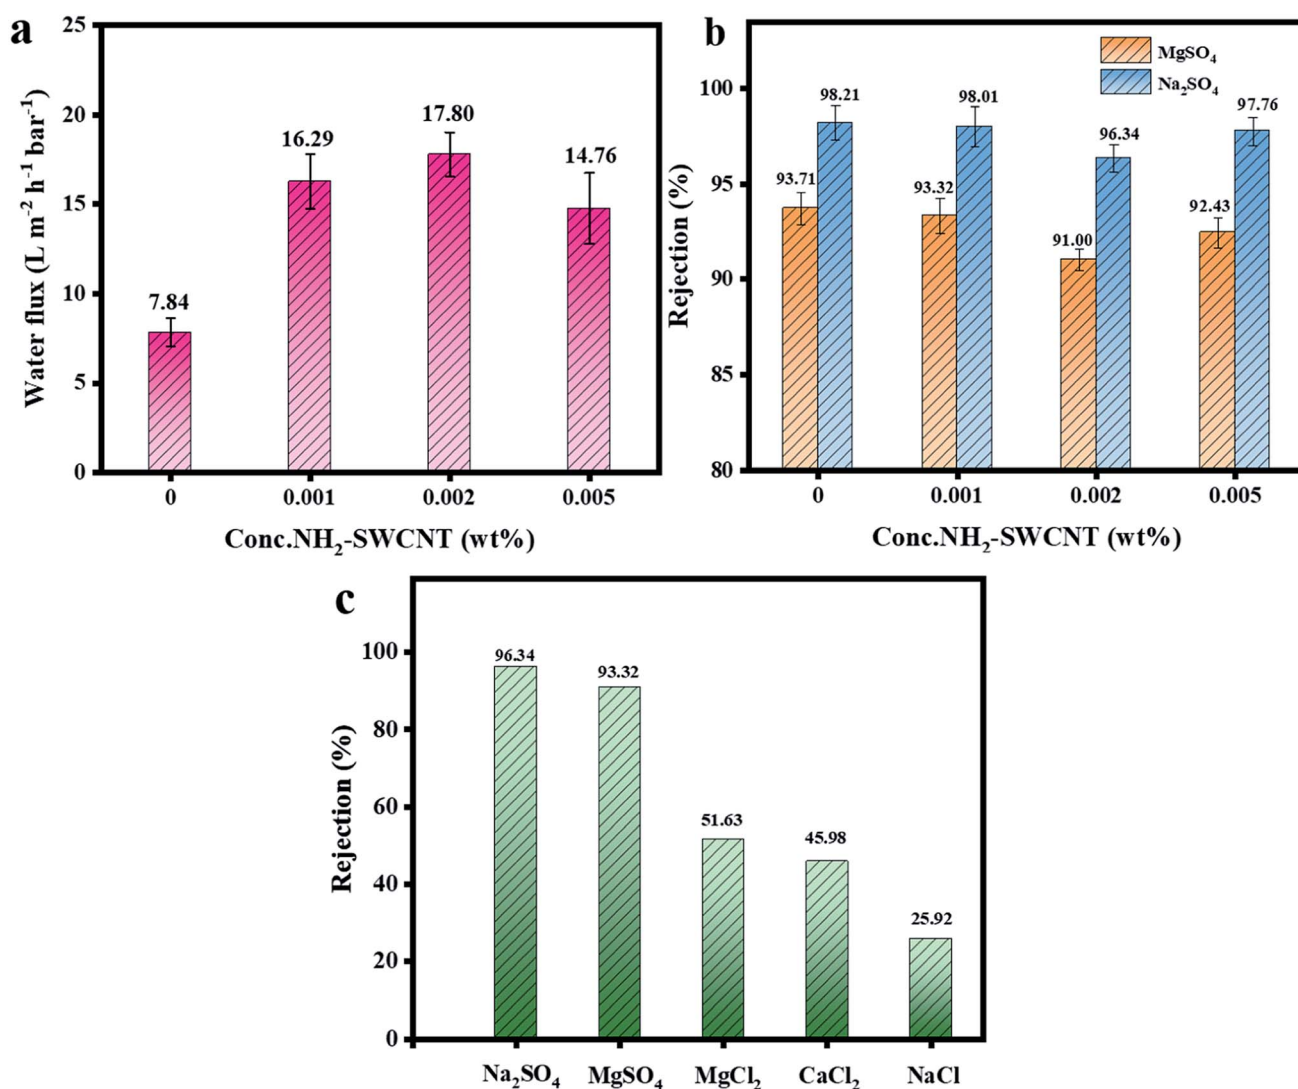 a
25
20
15
10
5
0
Water flux (L m⁻² h⁻¹ bar⁻¹)
7.84
16.29
17.80
14.76
0 0.001 0.002 0.005
Conc.NH₂-SWCNT (wt%)
b
MgSO₄
Na₂SO₄
100
95
90
85
80
Rejection (%)
93.71 98.21
93.32 98.01
91.00 96.34
92.43 97.76
0 0.001 0.002 0.005
Conc.NH₂-SWCNT (wt%)
c
100
80
60
40
20
0
Rejection (%)
96.34
93.32
51.63
45.98
25.92
Na₂SO₄ MgSO₄ MgCl₂ CaCl₂ NaCl